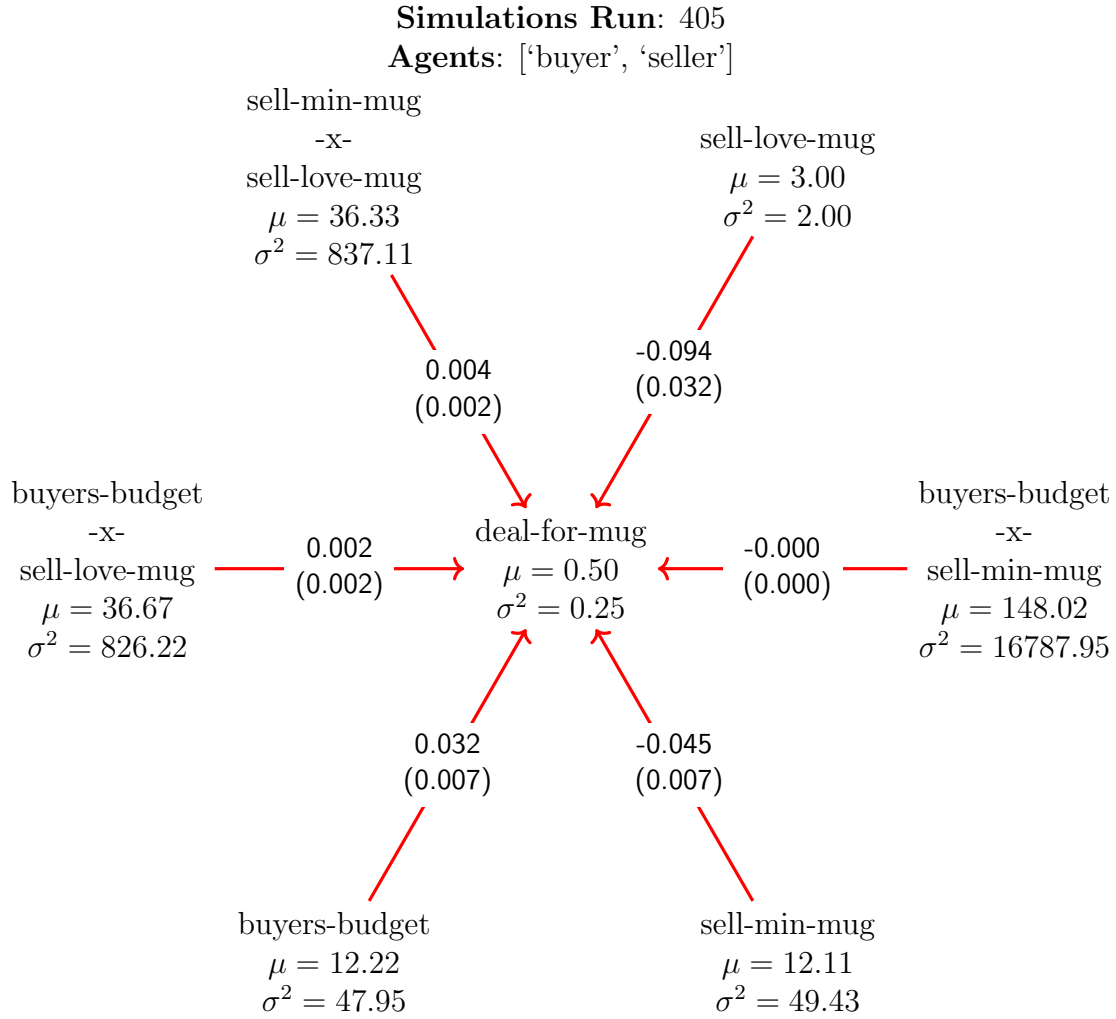 Simulations Run: 405
Agents: [‘buyer’, ‘seller’]
sell-min-mug
-x-
sell-love-mug
μ = 36.33
σ² = 837.11
sell-love-mug
μ = 3.00
σ² = 2.00
0.004
(0.002)
-0.094
(0.032)
buyers-budget
-x-
sell-love-mug
μ = 36.67
σ² = 826.22
0.002
(0.002)
deal-for-mug
μ = 0.50
σ² = 0.25
-0.000
(0.000)
buyers-budget
-x-
sell-min-mug
μ = 148.02
σ² = 16787.95
0.032
(0.007)
-0.045
(0.007)
buyers-budget
μ = 12.22
σ² = 47.95
sell-min-mug
μ = 12.11
σ² = 49.43